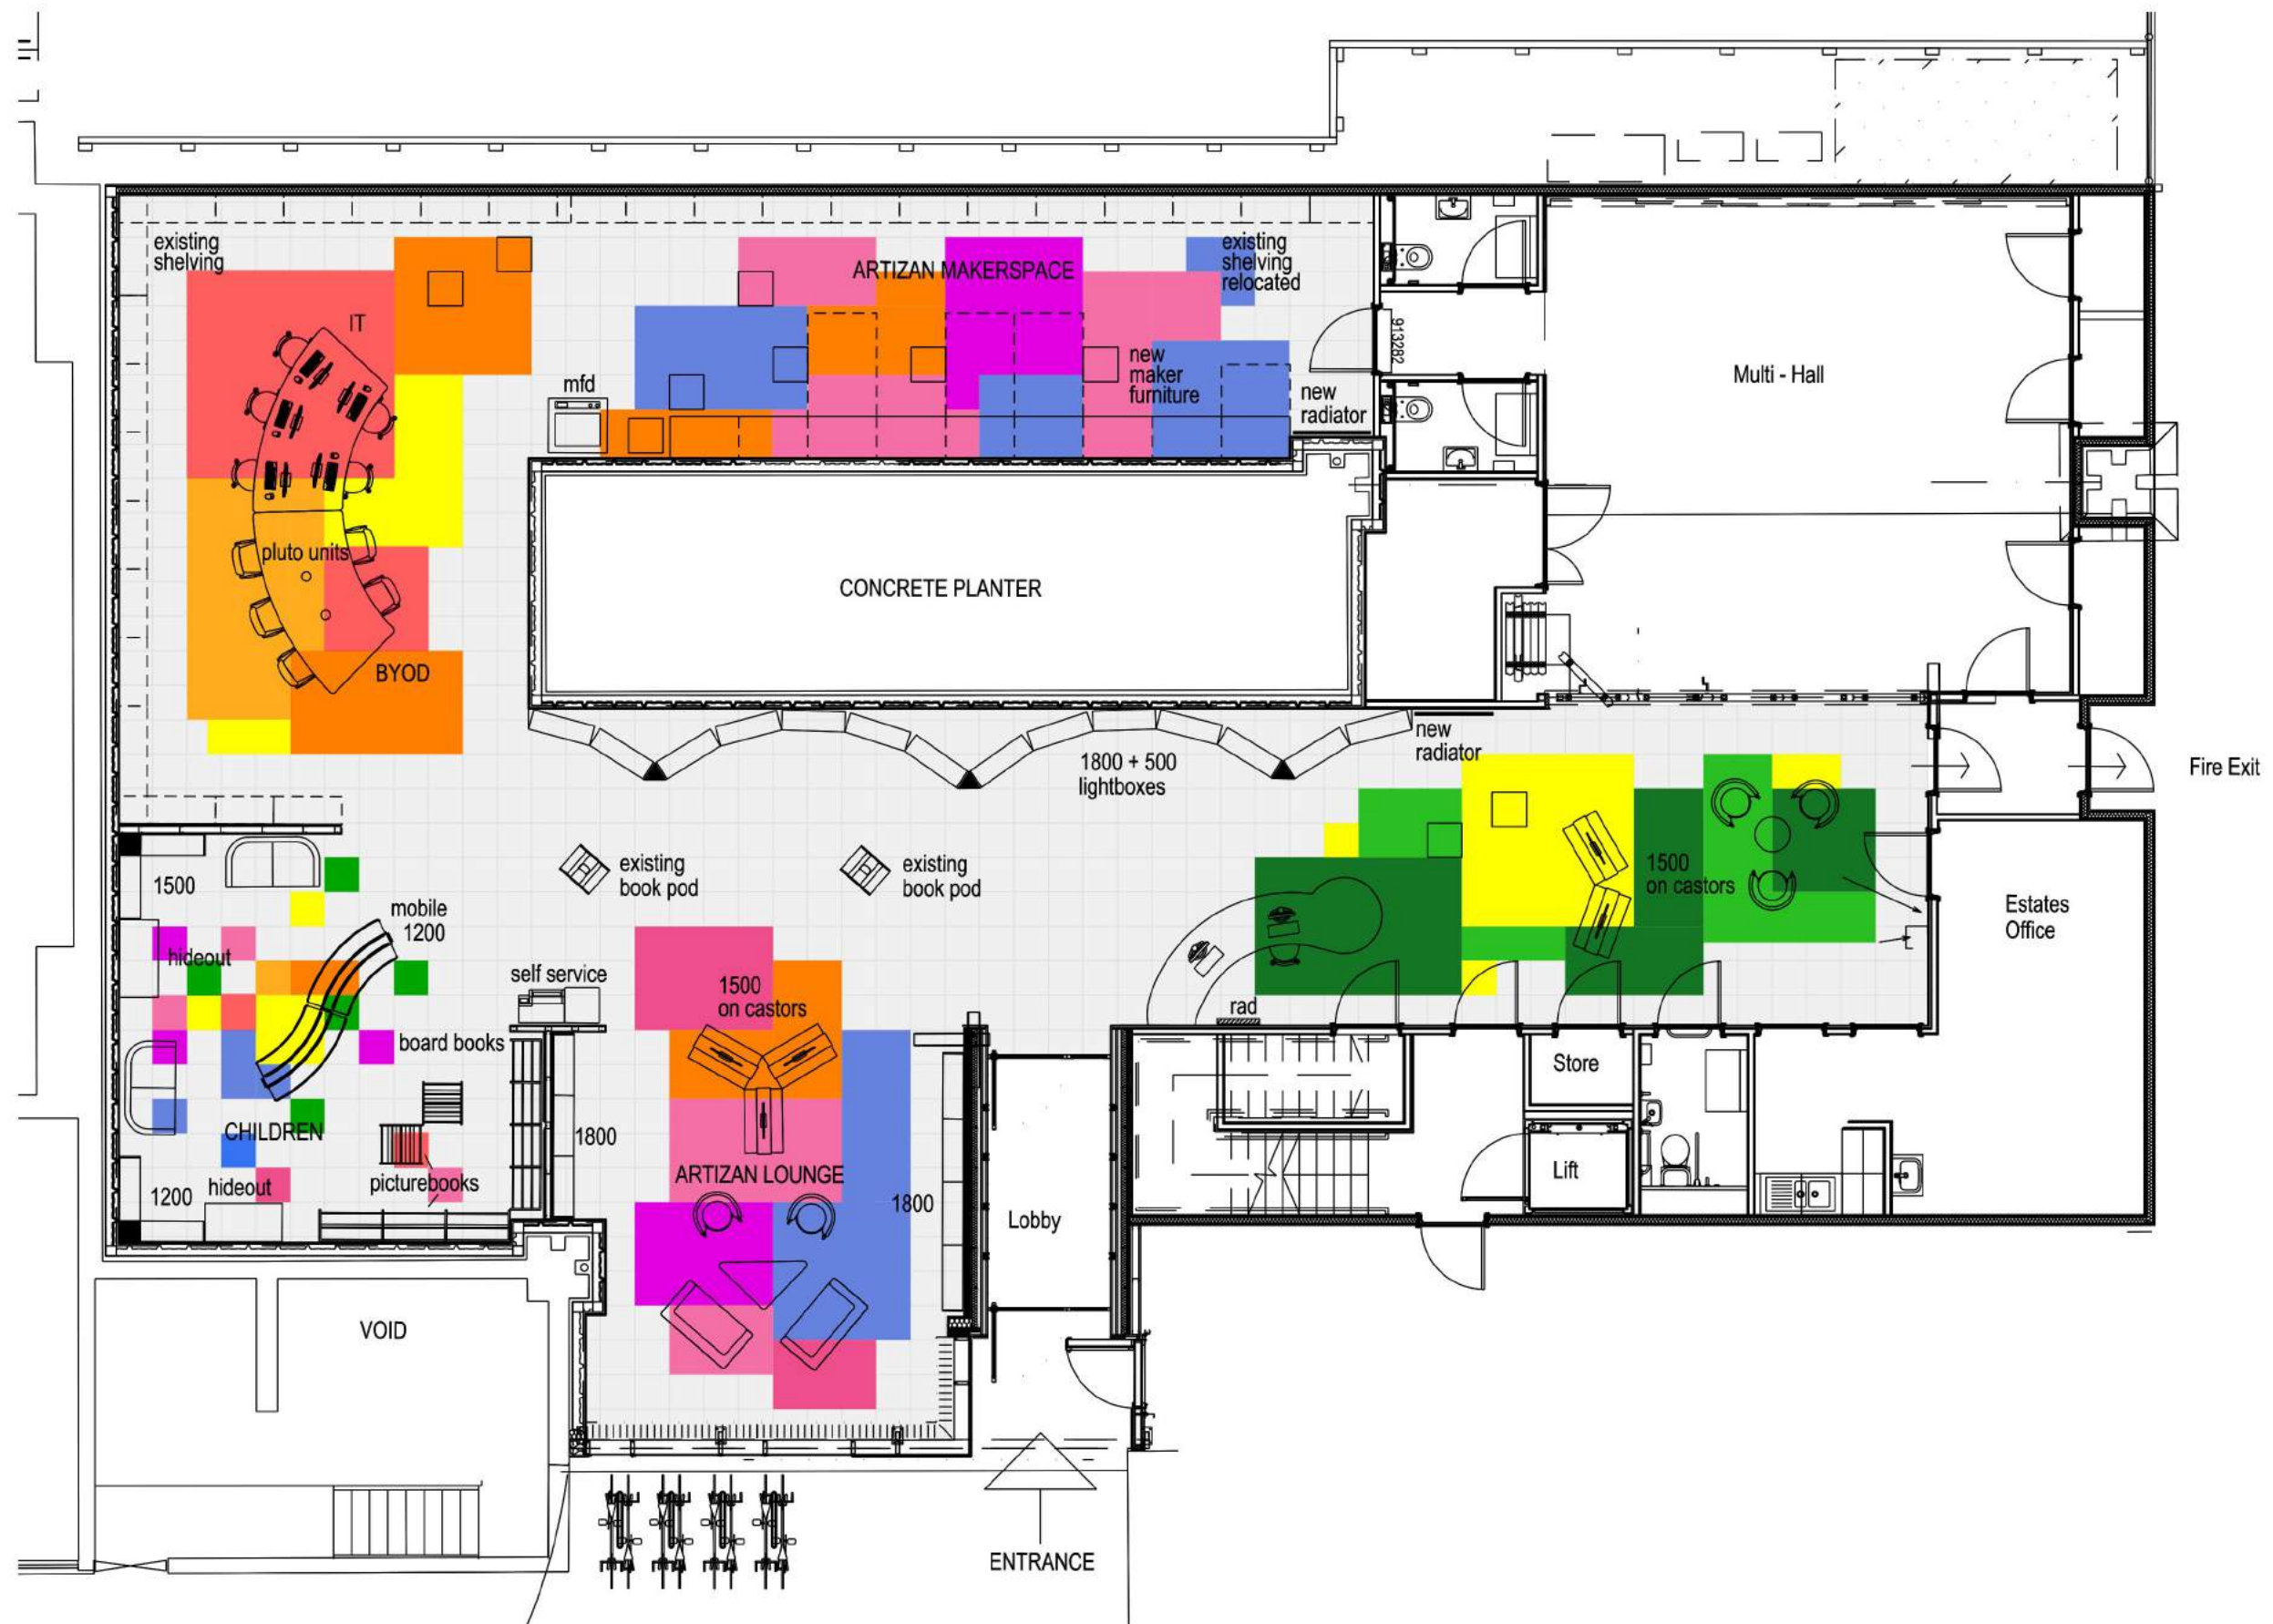 existing
shelving
IT
ARTIZAN MAKERSPACE
existing
shelving
relocated
913282
mfd
new
maker
furniture
new
radiator
Multi - Hall
pluto units
CONCRETE PLANTER
BYOD
new
radiator
1800 + 500
lightboxes
Fire Exit
1500
existing
book pod
existing
book pod
1500
on castors
mobile
1200
Estates
Office
hideout
self service
1500
on castors
rad
board books
Store
CHILDREN
1800
ARTIZAN LOUNGE
Lift
1200
hideout
picturebooks
1800
Lobby
VOID
ENTRANCE